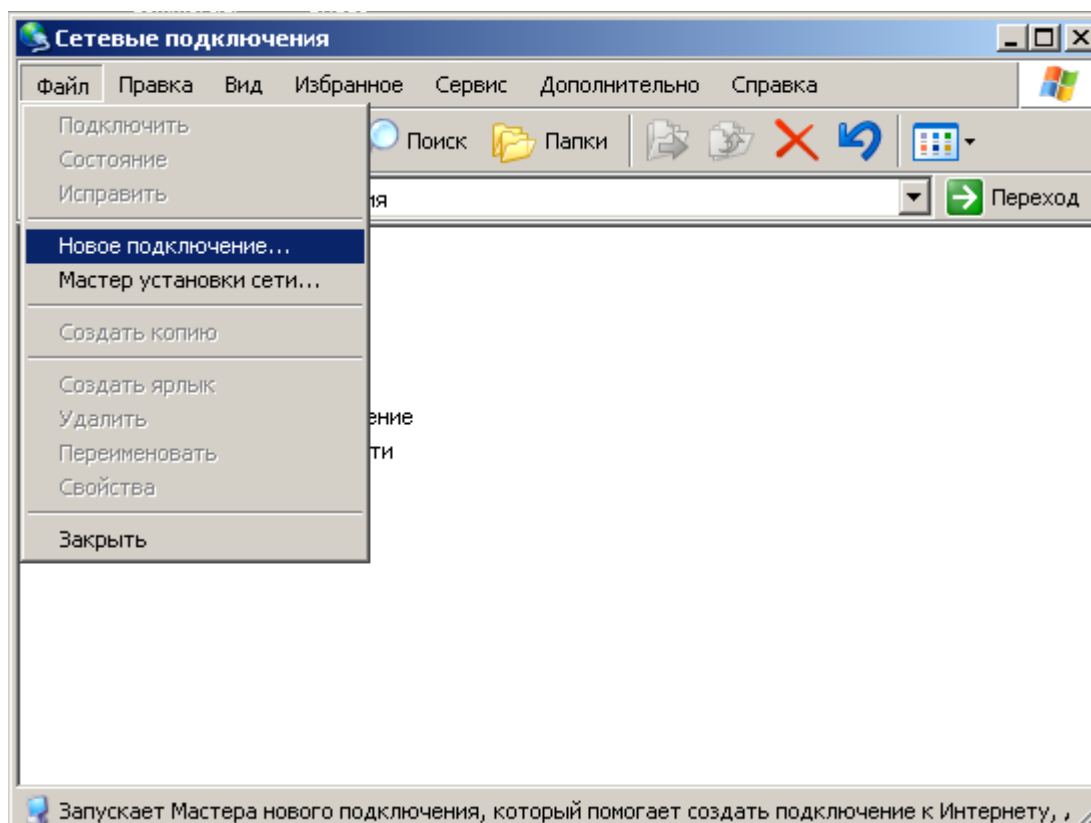 Сетевые подключения
Файл Правка Вид Избранное Сервис Дополнительно Справка
Поиск Папки
Переход
Подключить
Состояние
Исправить
ия
Новое подключение...
Мастер установки сети...
Создать копию
Создать ярлык
Удалить
ение
Переименовать
ти
Свойства
Закрыть
Запускает Мастера нового подключения, который помогает создать подключение к Интернету, ,